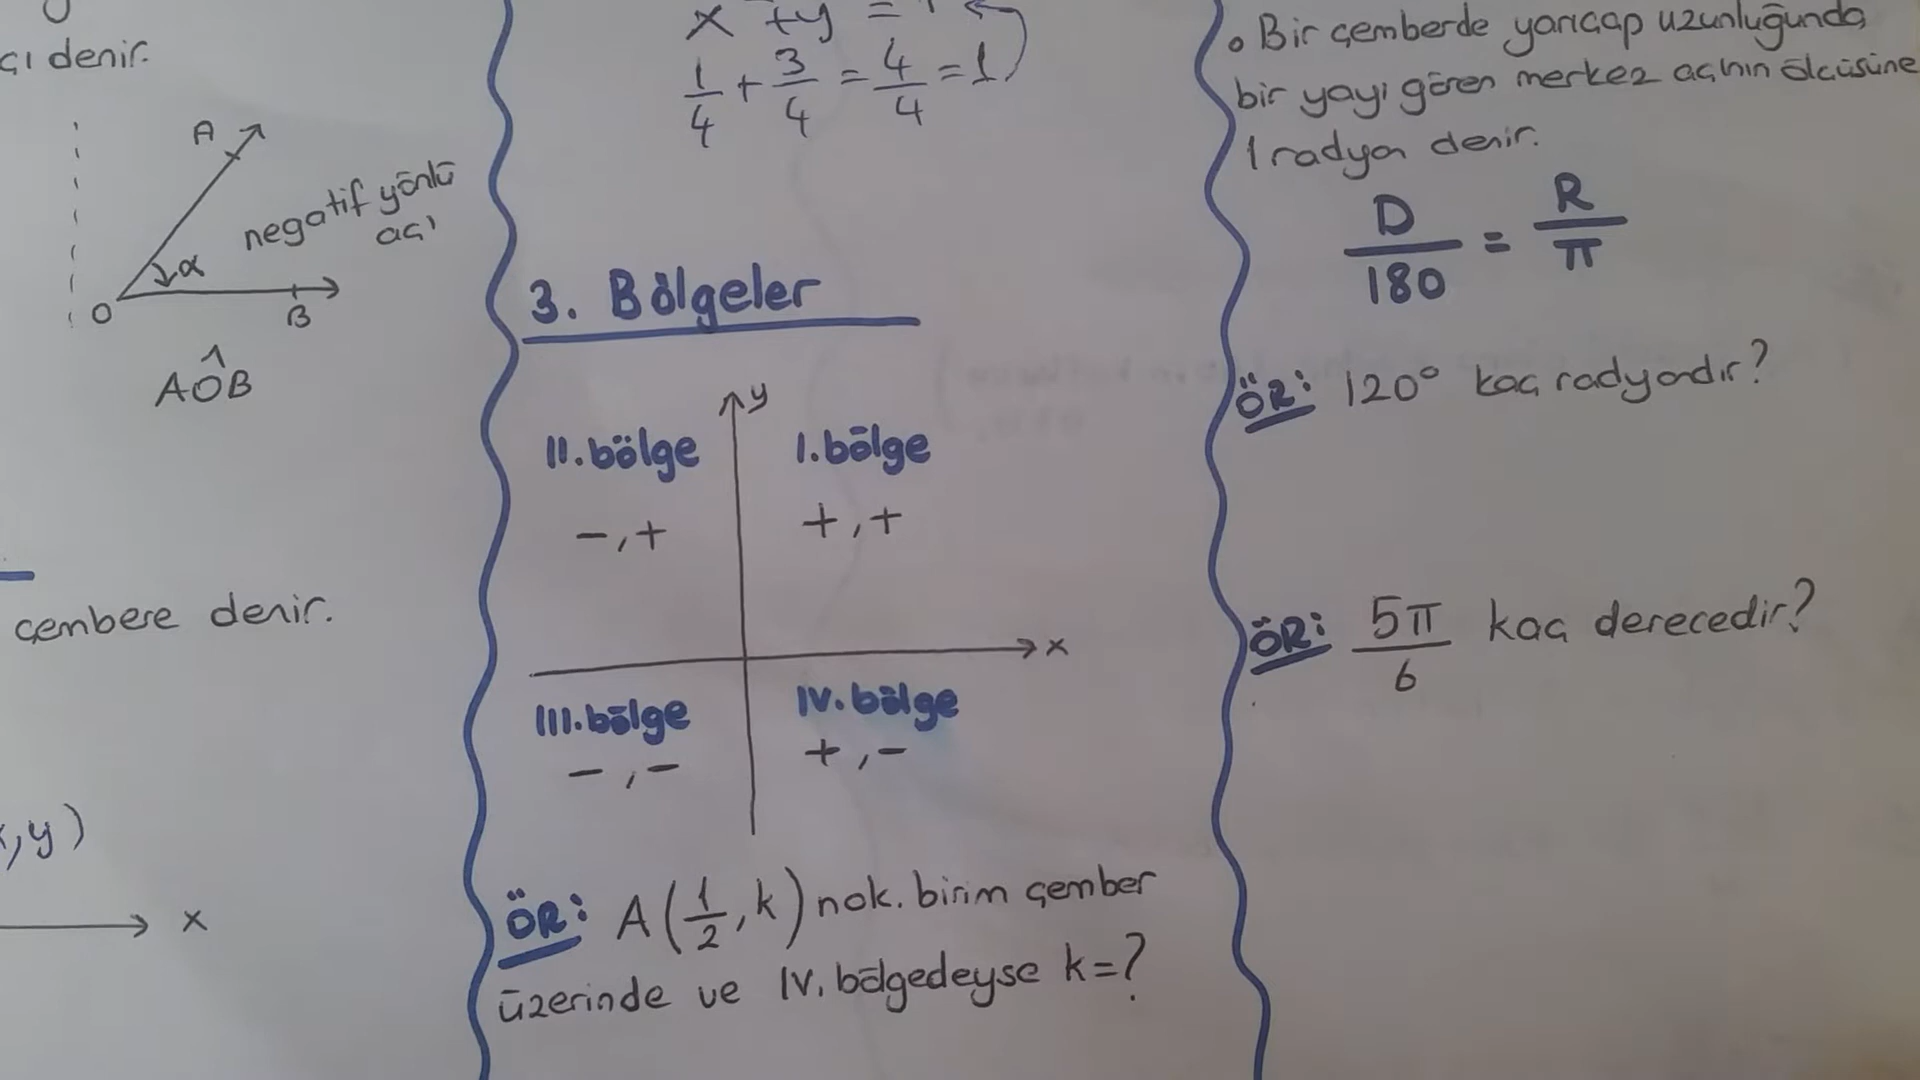 açı denir.
A
negatif yönlü
açı
α
O
B
AÔB
çembere denir.
x,y)
x
x + y = 1
1/4 + 3/4 = 4/4 = 1
3. Bölgeler
y
II.bölge
I.bölge
-,+
+,+
x
III.bölge
IV.bölge
-,-
+,-
ÖR: A(1/2,k) nok. birim çember
üzerinde ve IV. bölgedeyse k=?
• Bir çemberde yarıçap uzunluğunda
bir yayı gören merkez açının ölçüsüne
1 radyan denir.
D/180 = R/π
ÖR: 120° kaç radyandır?
ÖR: 5π/6 kaç derecedir?